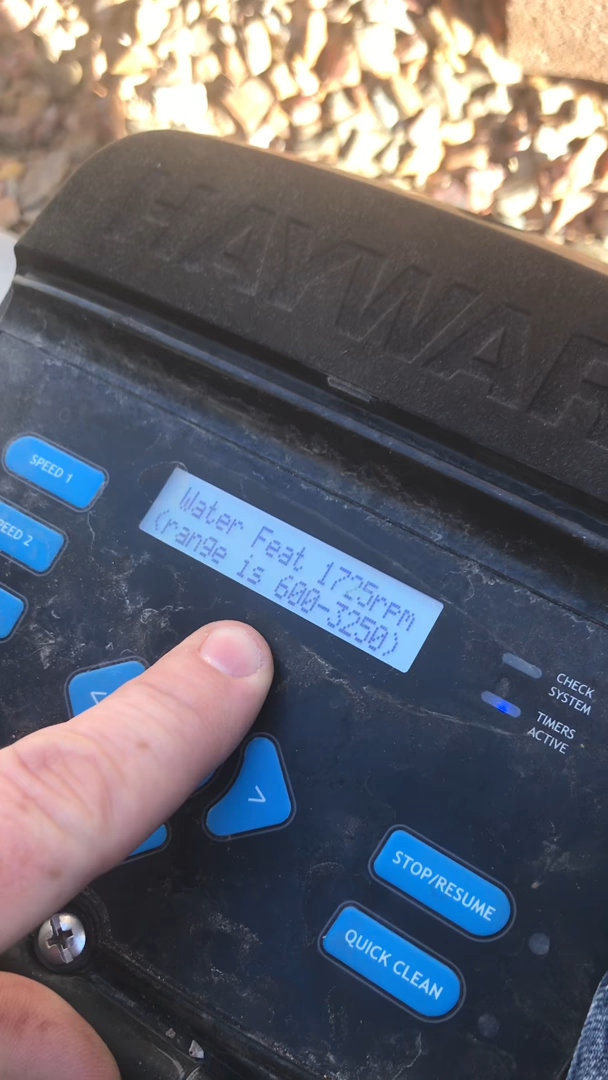 HAYWAR
SPEED 1
PEED 2
Water Feat 1725rpm
(range is 600-3250)
CHECK
SYSTEM
TIMERS
ACTIVE
<
>
STOP/RESUME
QUICK CLEAN